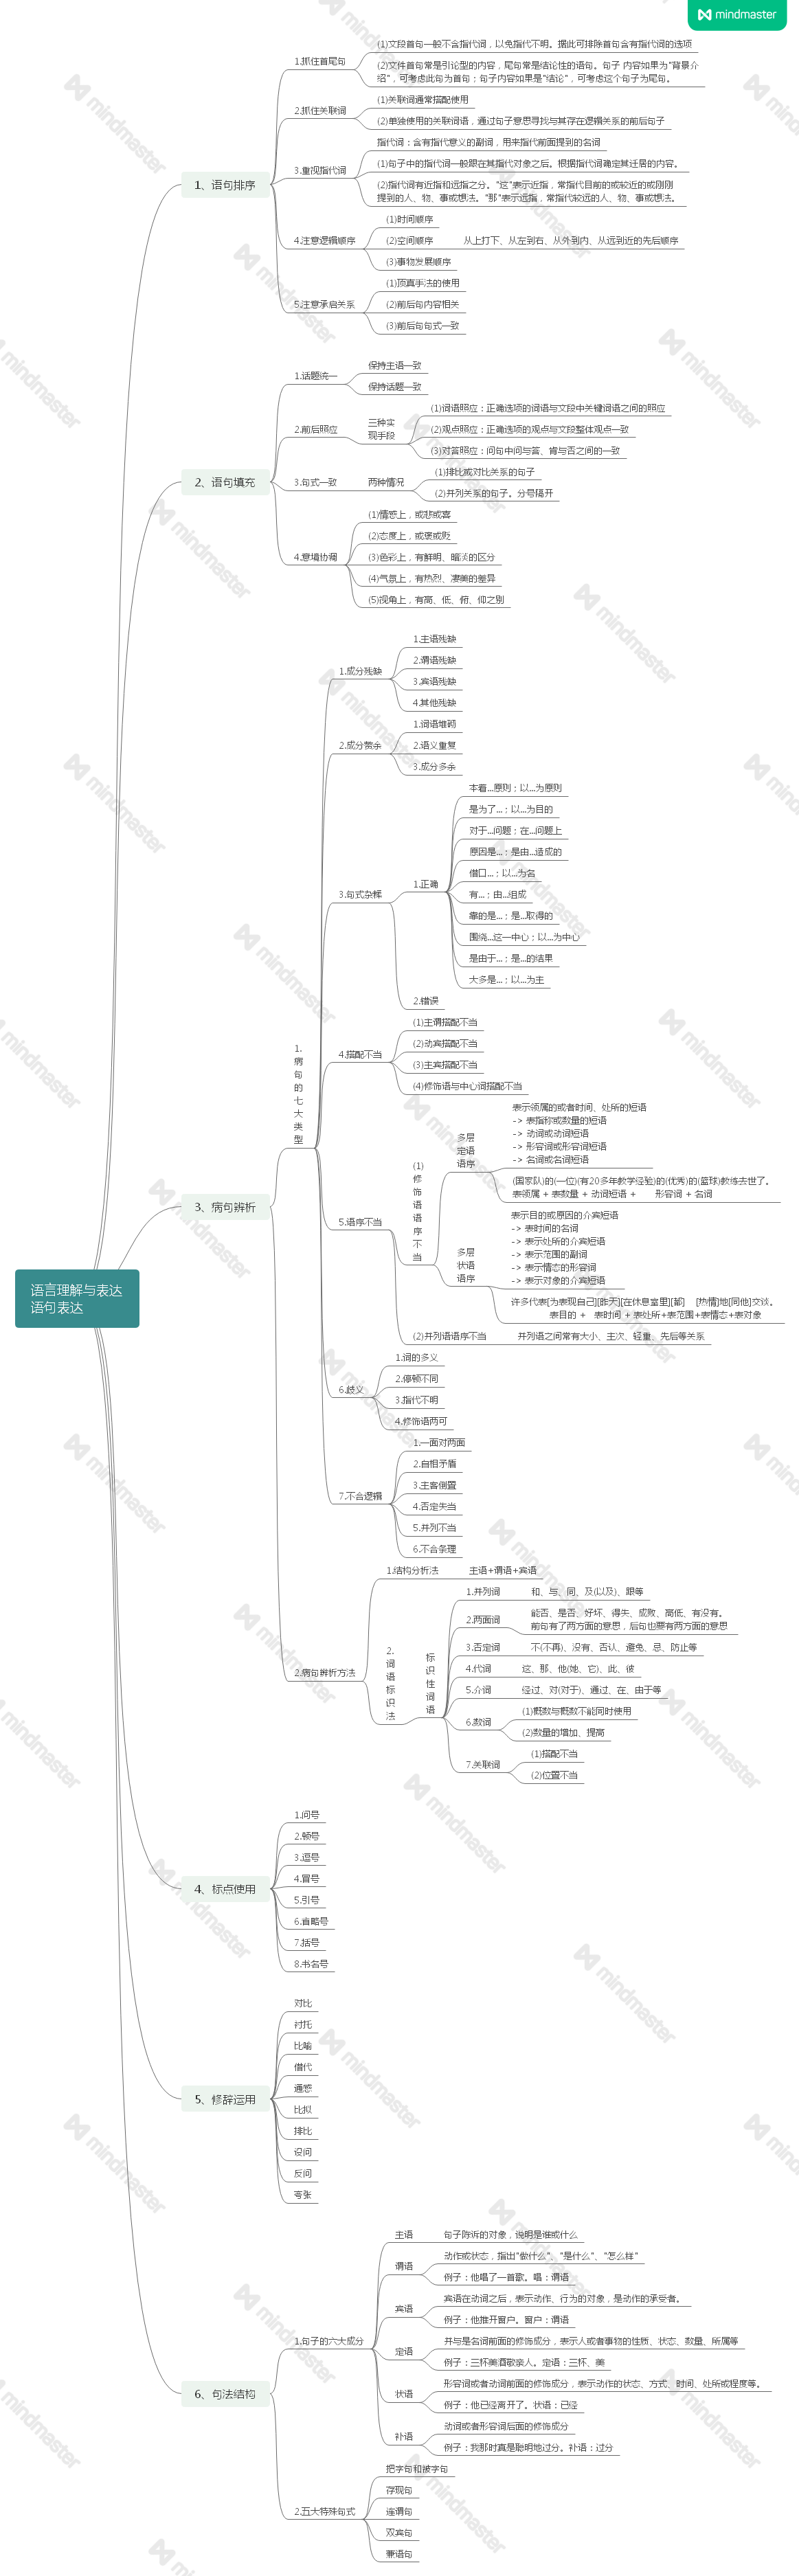 mindmaster
语言理解与表达
语句表达
1、语句排序
1.抓住首尾句
(1)文段首句一般不含指代词，以免指代不明。据此可排除首句含有指代词的选项
(2)文件首句常是引论型的内容，尾句常是结论性的语句。句子 内容如果为"背景介
绍"，可考虑此句为首句；句子内容如果是"结论"，可考虑这个句子为尾句。
2.抓住关联词
(1)关联词通常搭配使用
(2)单独使用的关联词语，通过句子意思寻找与其存在逻辑关系的前后句子
3.重视指代词
指代词：含有指代意义的副词，用来指代前面提到的名词
(1)句子中的指代词一般跟在其指代对象之后。根据指代词确定其迁居的内容。
(2)指代词有近指和远指之分。"这"表示近指，常指代目前的或较近的或刚刚
提到的人、物、事或想法。"那"表示远指，常指代较远的人、物、事或想法。
4.注意逻辑顺序
(1)时间顺序
(2)空间顺序
从上打下、从左到右、从外到内、从远到近的先后顺序
(3)事物发展顺序
5.注意承启关系
(1)顶真手法的使用
(2)前后句内容相关
(3)前后句句式一致
2、语句填充
1.话题统一
保持主语一致
保持话题一致
2.前后照应
三种实
现手段
(1)词语照应：正确选项的词语与文段中关键词语之间的照应
(2)观点照应：正确选项的观点与文段整体观点一致
(3)对答照应：问句中问与答、肯与否之间的一致
3.句式一致
两种情况
(1)排比或对比关系的句子
(2)并列关系的句子。分号隔开
4.意境协调
(1)情感上，或悲或喜
(2)态度上，或褒或贬
(3)色彩上，有鲜明、暗淡的区分
(4)气氛上，有热烈、凄美的差异
(5)视角上，有高、低、俯、仰之别
3、病句辨析
1.
病
句
的
七
大
类
型
1.成分残缺
1.主语残缺
2.谓语残缺
3.宾语残缺
4.其他残缺
2.成分赘余
1.词语堆砌
2.语义重复
3.成分多余
3.句式杂糅
1.正确
本着...原则；以...为原则
是为了...；以...为目的
对于...问题；在...问题上
原因是...；是由...造成的
借口...；以...为名
有...；由...组成
靠的是...；是...取得的
围绕...这一中心；以...为中心
是由于...；是...的结果
大多是...；以...为主
2.错误
4.搭配不当
(1)主谓搭配不当
(2)动宾搭配不当
(3)主宾搭配不当
(4)修饰语与中心词搭配不当
5.语序不当
(1)
修
饰
语
语
序
不
当
多层
定语
语序
表示领属的或者时间、处所的短语
-> 表指称或数量的短语
-> 动词或动词短语
-> 形容词或形容词短语
-> 名词或名词短语
(国家队)的(一位)(有20多年教学经验)的(优秀)的(篮球)教练去世了。
表领属 + 表数量 + 动词短语 + 形容词 + 名词
多层
状语
语序
表示目的或原因的介宾短语
-> 表时间的名词
-> 表示处所的介宾短语
-> 表示范围的副词
-> 表示情态的形容词
-> 表示对象的介宾短语
许多代表[为表现自己][昨天][在休息室里][都] [热情]地[同他]交谈。
表目的 + 表时间 + 表处所+表范围+表情态+表对象
(2)并列语语序不当
并列语之间常有大小、主次、轻重、先后等关系
6.歧义
1.词的多义
2.停顿不同
3.指代不明
4.修饰语两可
7.不合逻辑
1.一面对两面
2.自相矛盾
3.主客倒置
4.否定失当
5.并列不当
6.不合条理
2.病句辨析方法
1.结构分析法
主语+谓语+宾语
2.
词
语
标
识
法
标
识
性
词
语
1.并列词
和、与、同、及(以及)、跟等
2.两面词
能否、是否、好坏、得失、成败、高低、有没有。
前句有了两方面的意思，后句也要有两方面的意思
3.否定词
不(不再)、没有、否认、避免、忌、防止等
4.代词
这、那、他(她、它)、此、彼
5.介词
经过、对(对于)、通过、在、由于等
6.数词
(1)概数与概数不能同时使用
(2)数量的增加、提高
7.关联词
(1)搭配不当
(2)位置不当
4、标点使用
1.问号
2.顿号
3.逗号
4.冒号
5.引号
6.省略号
7.括号
8.书名号
5、修辞运用
对比
衬托
比喻
借代
通感
比拟
排比
设问
反问
夸张
6、句法结构
1.句子的六大成分
主语
句子陈诉的对象，说明是谁或什么
谓语
动作或状态，指出"做什么"、"是什么"、"怎么样"
例子：他唱了一首歌。唱：谓语
宾语
宾语在动词之后，表示动作、行为的对象，是动作的承受者。
例子：他推开窗户。窗户：谓语
定语
并与是名词前面的修饰成分，表示人或者事物的性质、状态、数量、所属等
例子：三杯美酒敬亲人。定语：三杯、美
状语
形容词或者动词前面的修饰成分，表示动作的状态、方式、时间、处所或程度等。
例子：他已经离开了。状语：已经
补语
动词或者形容词后面的修饰成分
例子：我那时真是聪明地过分。补语：过分
2.五大特殊句式
把字句和被字句
存现句
连谓句
双宾句
兼语句